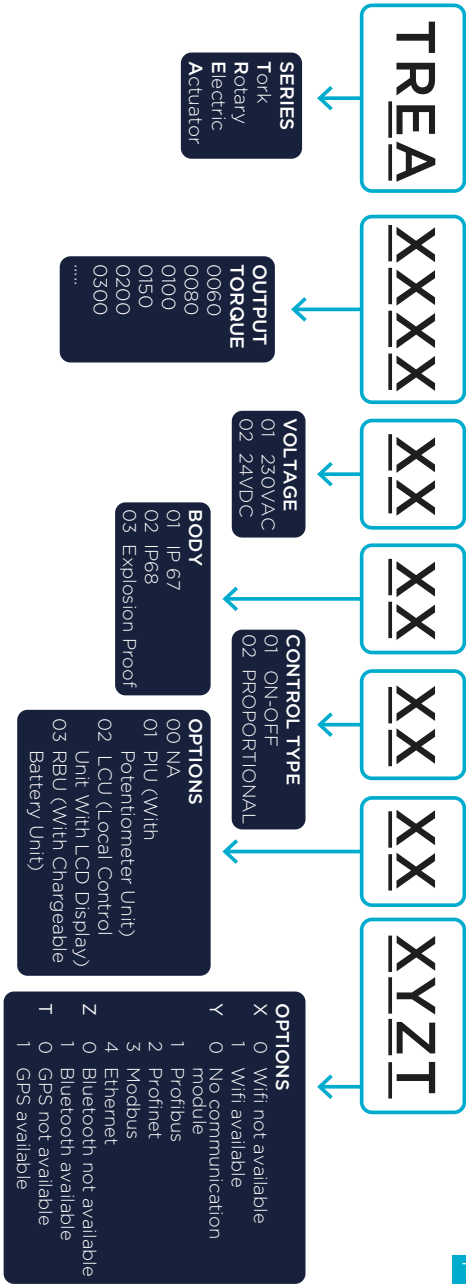 TREA
XXXX
XX
XX
XX
XX
XYZT
SERIES
Tork
Rotary
Electric
Actuator
OUTPUT
TORQUE
0060
0080
0100
0150
0200
0300
.....
VOLTAGE
01 230VAC
02 24VDC
BODY
01 IP 67
02 IP68
03 Explosion Proof
CONTROL TYPE
01 ON-OFF
02 PROPORTIONAL
OPTIONS
00 NA
01 PIU (With
Potentiometer Unit)
02 LCU (Local Control
Unit With LCD Display)
03 RBU (With Chargeable
Battery Unit)
OPTIONS
X 0 Wifi not available
1 Wifi available
Y 0 No communication
module
1 Profibus
2 Profinet
3 Modbus
4 Ethernet
Z 0 Bluetooth not available
1 Bluetooth available
T 0 GPS not available
1 GPS available